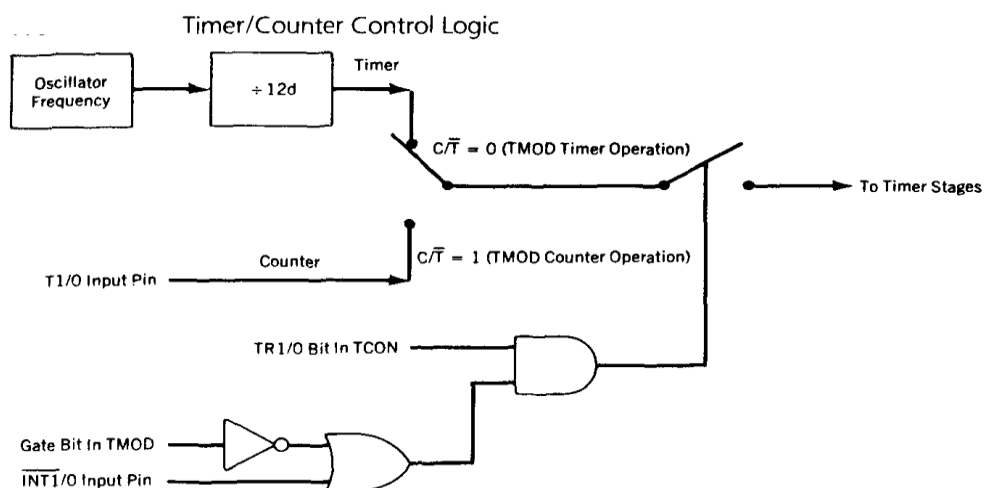 Timer/Counter Control Logic
Oscillator
Frequency
÷ 12d
Timer
C/T̅ = 0 (TMOD Timer Operation)
To Timer Stages
C/T̅ = 1 (TMOD Counter Operation)
Counter
T1/0 Input Pin
TR1/0 Bit In TCON
Gate Bit In TMOD
I̅N̅T̅1̅/0 Input Pin